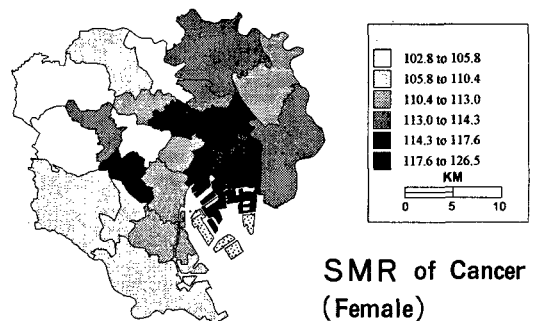 102.8 to 105.8
105.8 to 110.4
110.4 to 113.0
113.0 to 114.3
114.3 to 117.6
117.6 to 126.5
KM
0 5 10
SMR of Cancer
(Female)